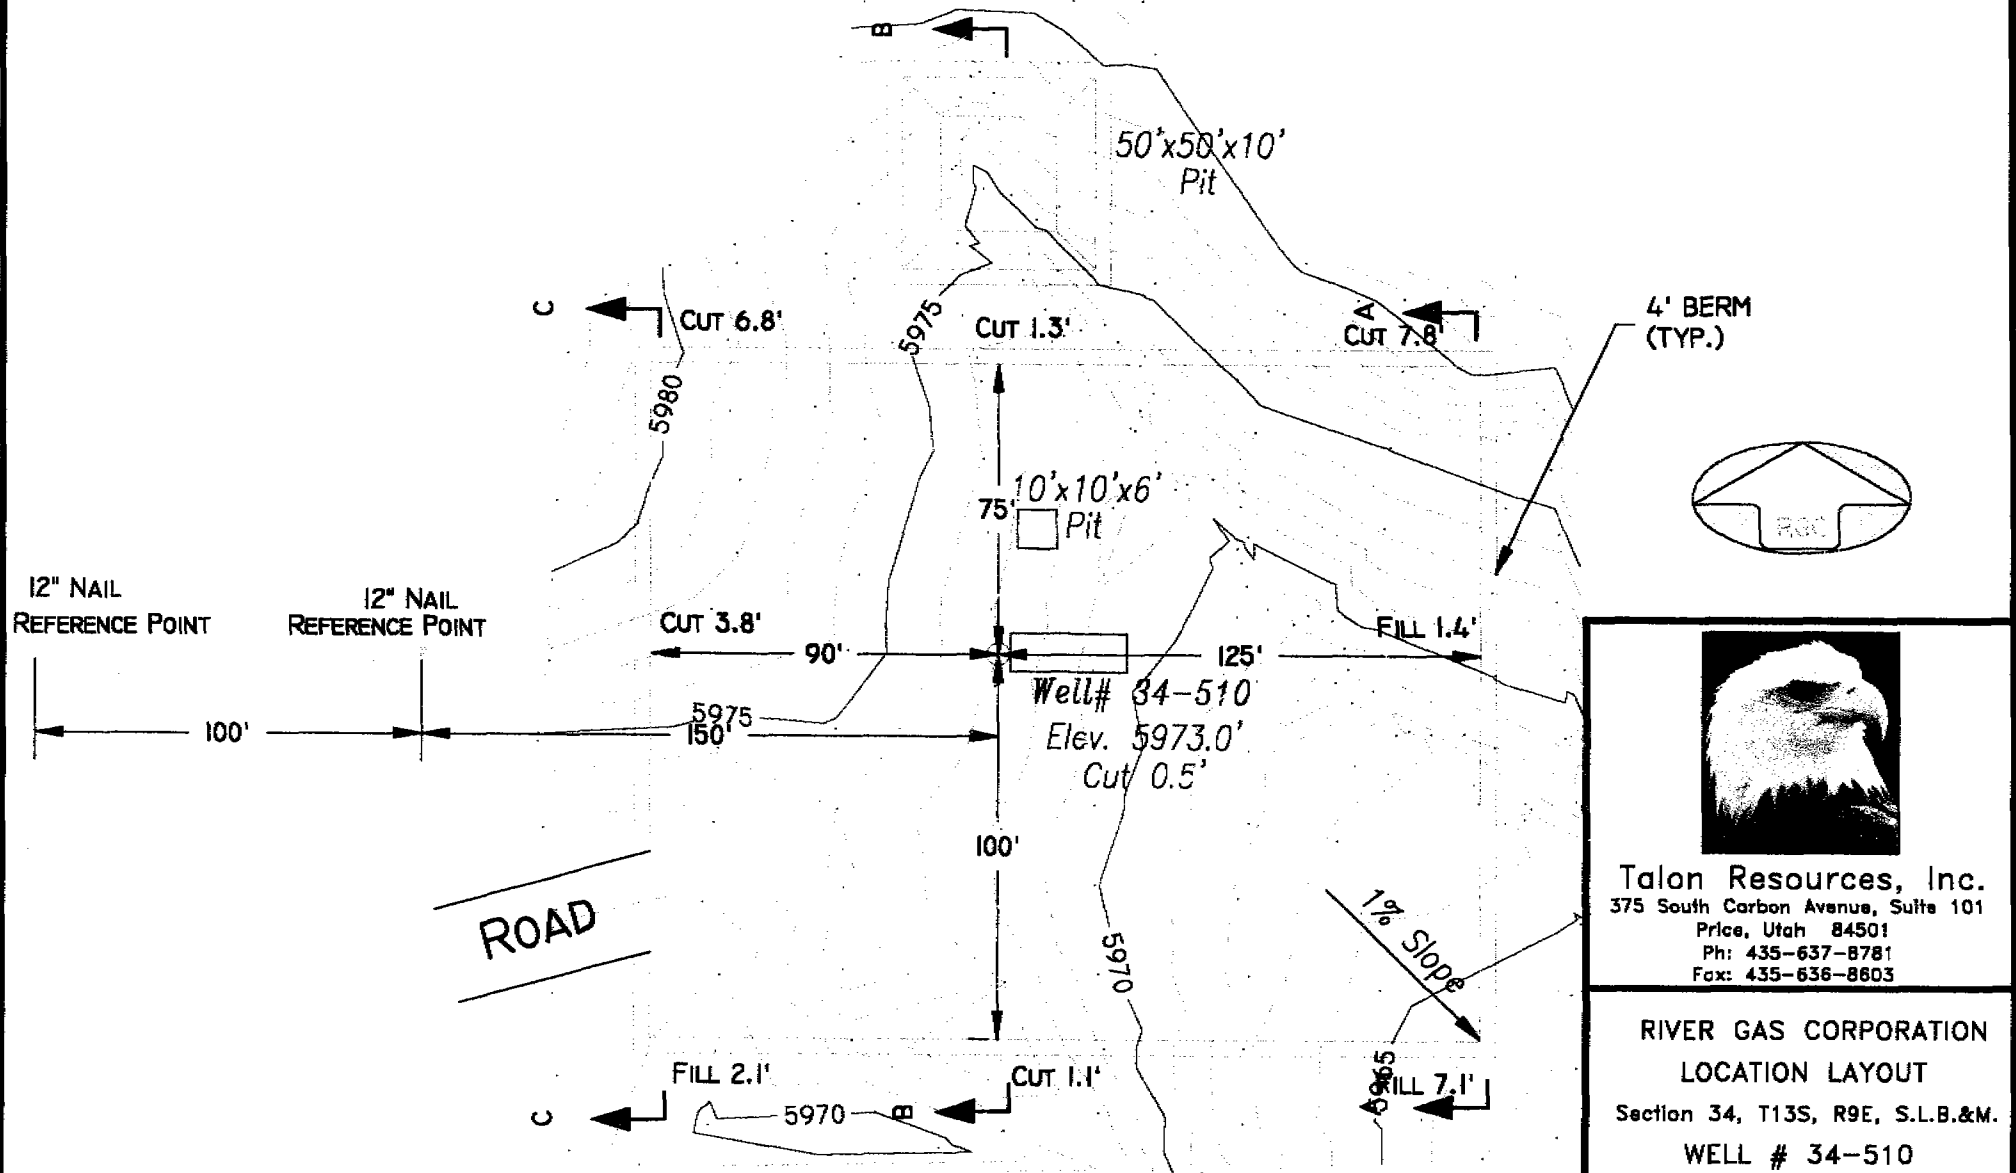 B
50'x50'x10'
Pit
C
CUT 6.8'
5975
CUT 1.3'
A
CUT 7.8'
4' BERM
(TYP.)
5980
10'x10'x6'
75'
Pit
RGC
12" NAIL
REFERENCE POINT
12" NAIL
REFERENCE POINT
CUT 3.8'
FILL 1.4'
90'
125'
Well# 34-510
5975
100'
150'
Elev. 5973.0'
Cut 0.5'
100'
ROAD
5970
1% Slope
Talon Resources, Inc.
375 South Carbon Avenue, Suite 101
Price, Utah 84501
Ph: 435-637-8781
Fax: 435-636-8603
RIVER GAS CORPORATION
LOCATION LAYOUT
Section 34, T13S, R9E, S.L.B.&M.
WELL # 34-510
5965
FILL 2.1'
CUT 1.1'
FILL 7.1'
C
5970
B
A